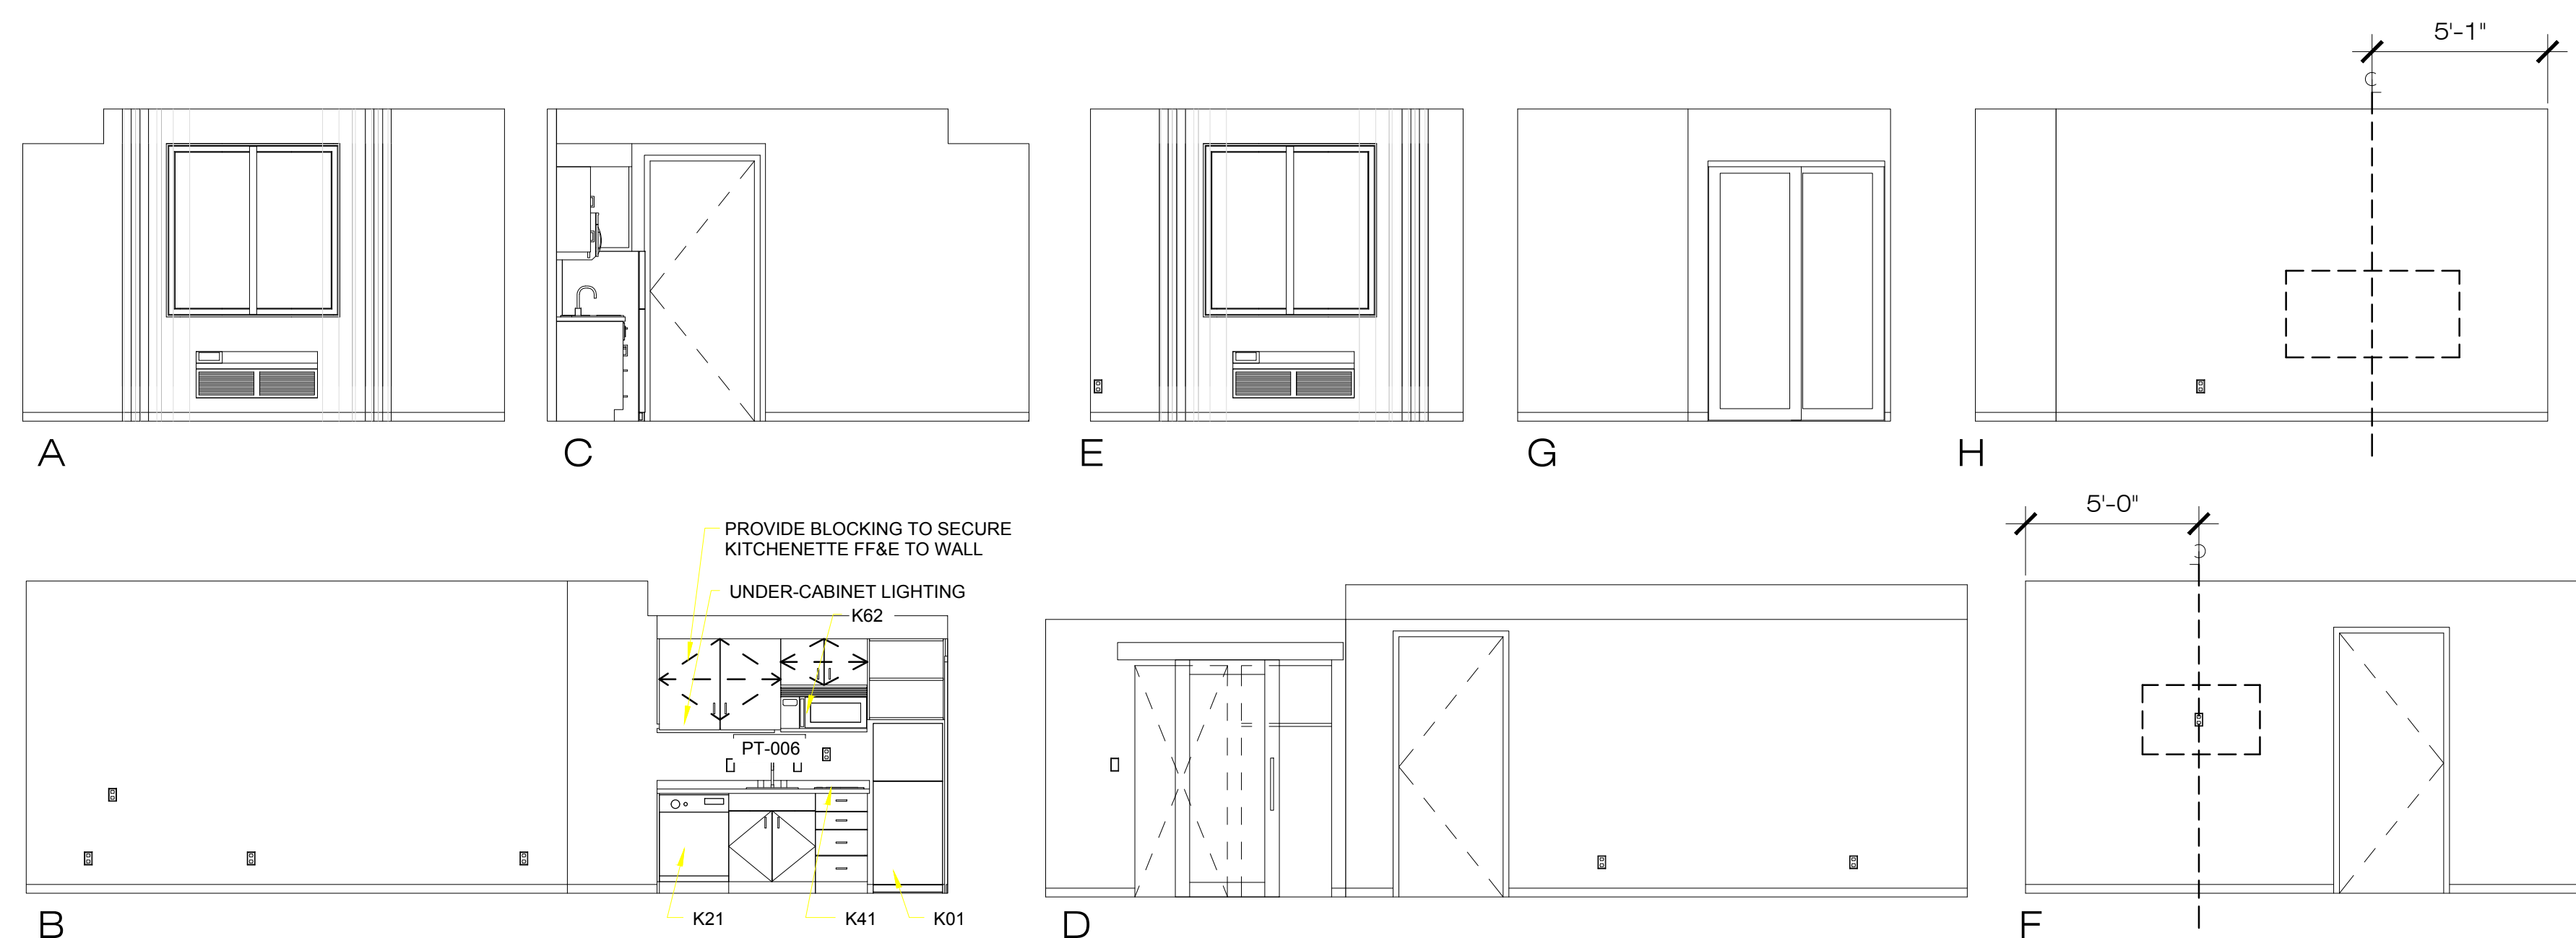 5'-1"
A
C
E
G
H
5'-0"
PROVIDE BLOCKING TO SECURE
KITCHENETTE FF&E TO WALL
UNDER-CABINET LIGHTING
K62
PT-006
K21
K41
K01
B
D
F